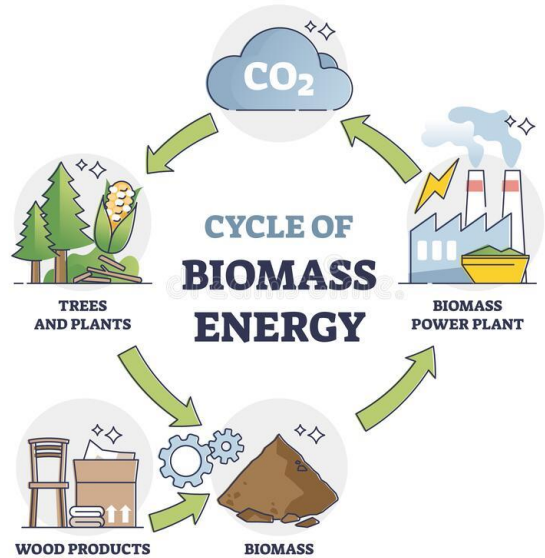 CO2
CYCLE OF
BIOMASS
ENERGY
TREES
AND PLANTS
BIOMASS
POWER PLANT
WOOD PRODUCTS
BIOMASS